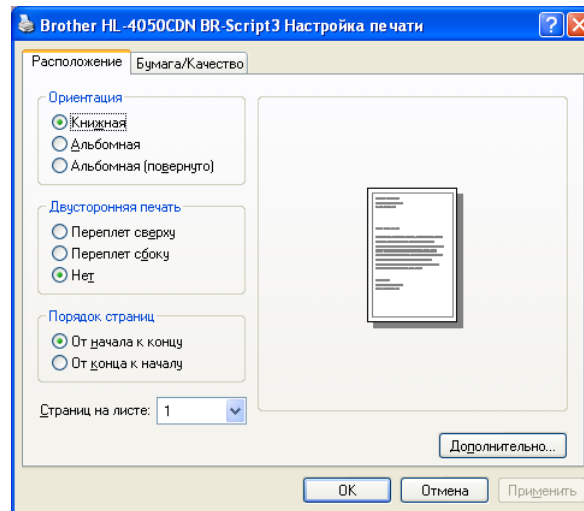 Brother HL-4050CDN BR-Script3 Настройка печати
Расположение
Бумага/Качество
Ориентация
Книжная
Альбомная
Альбомная (повернуто)
Двусторонняя печать
Переплет сверху
Переплет сбоку
Нет
Порядок страниц
От начала к концу
От конца к началу
Страниц на листе: 1
Дополнительно...
OK
Отмена
Применить